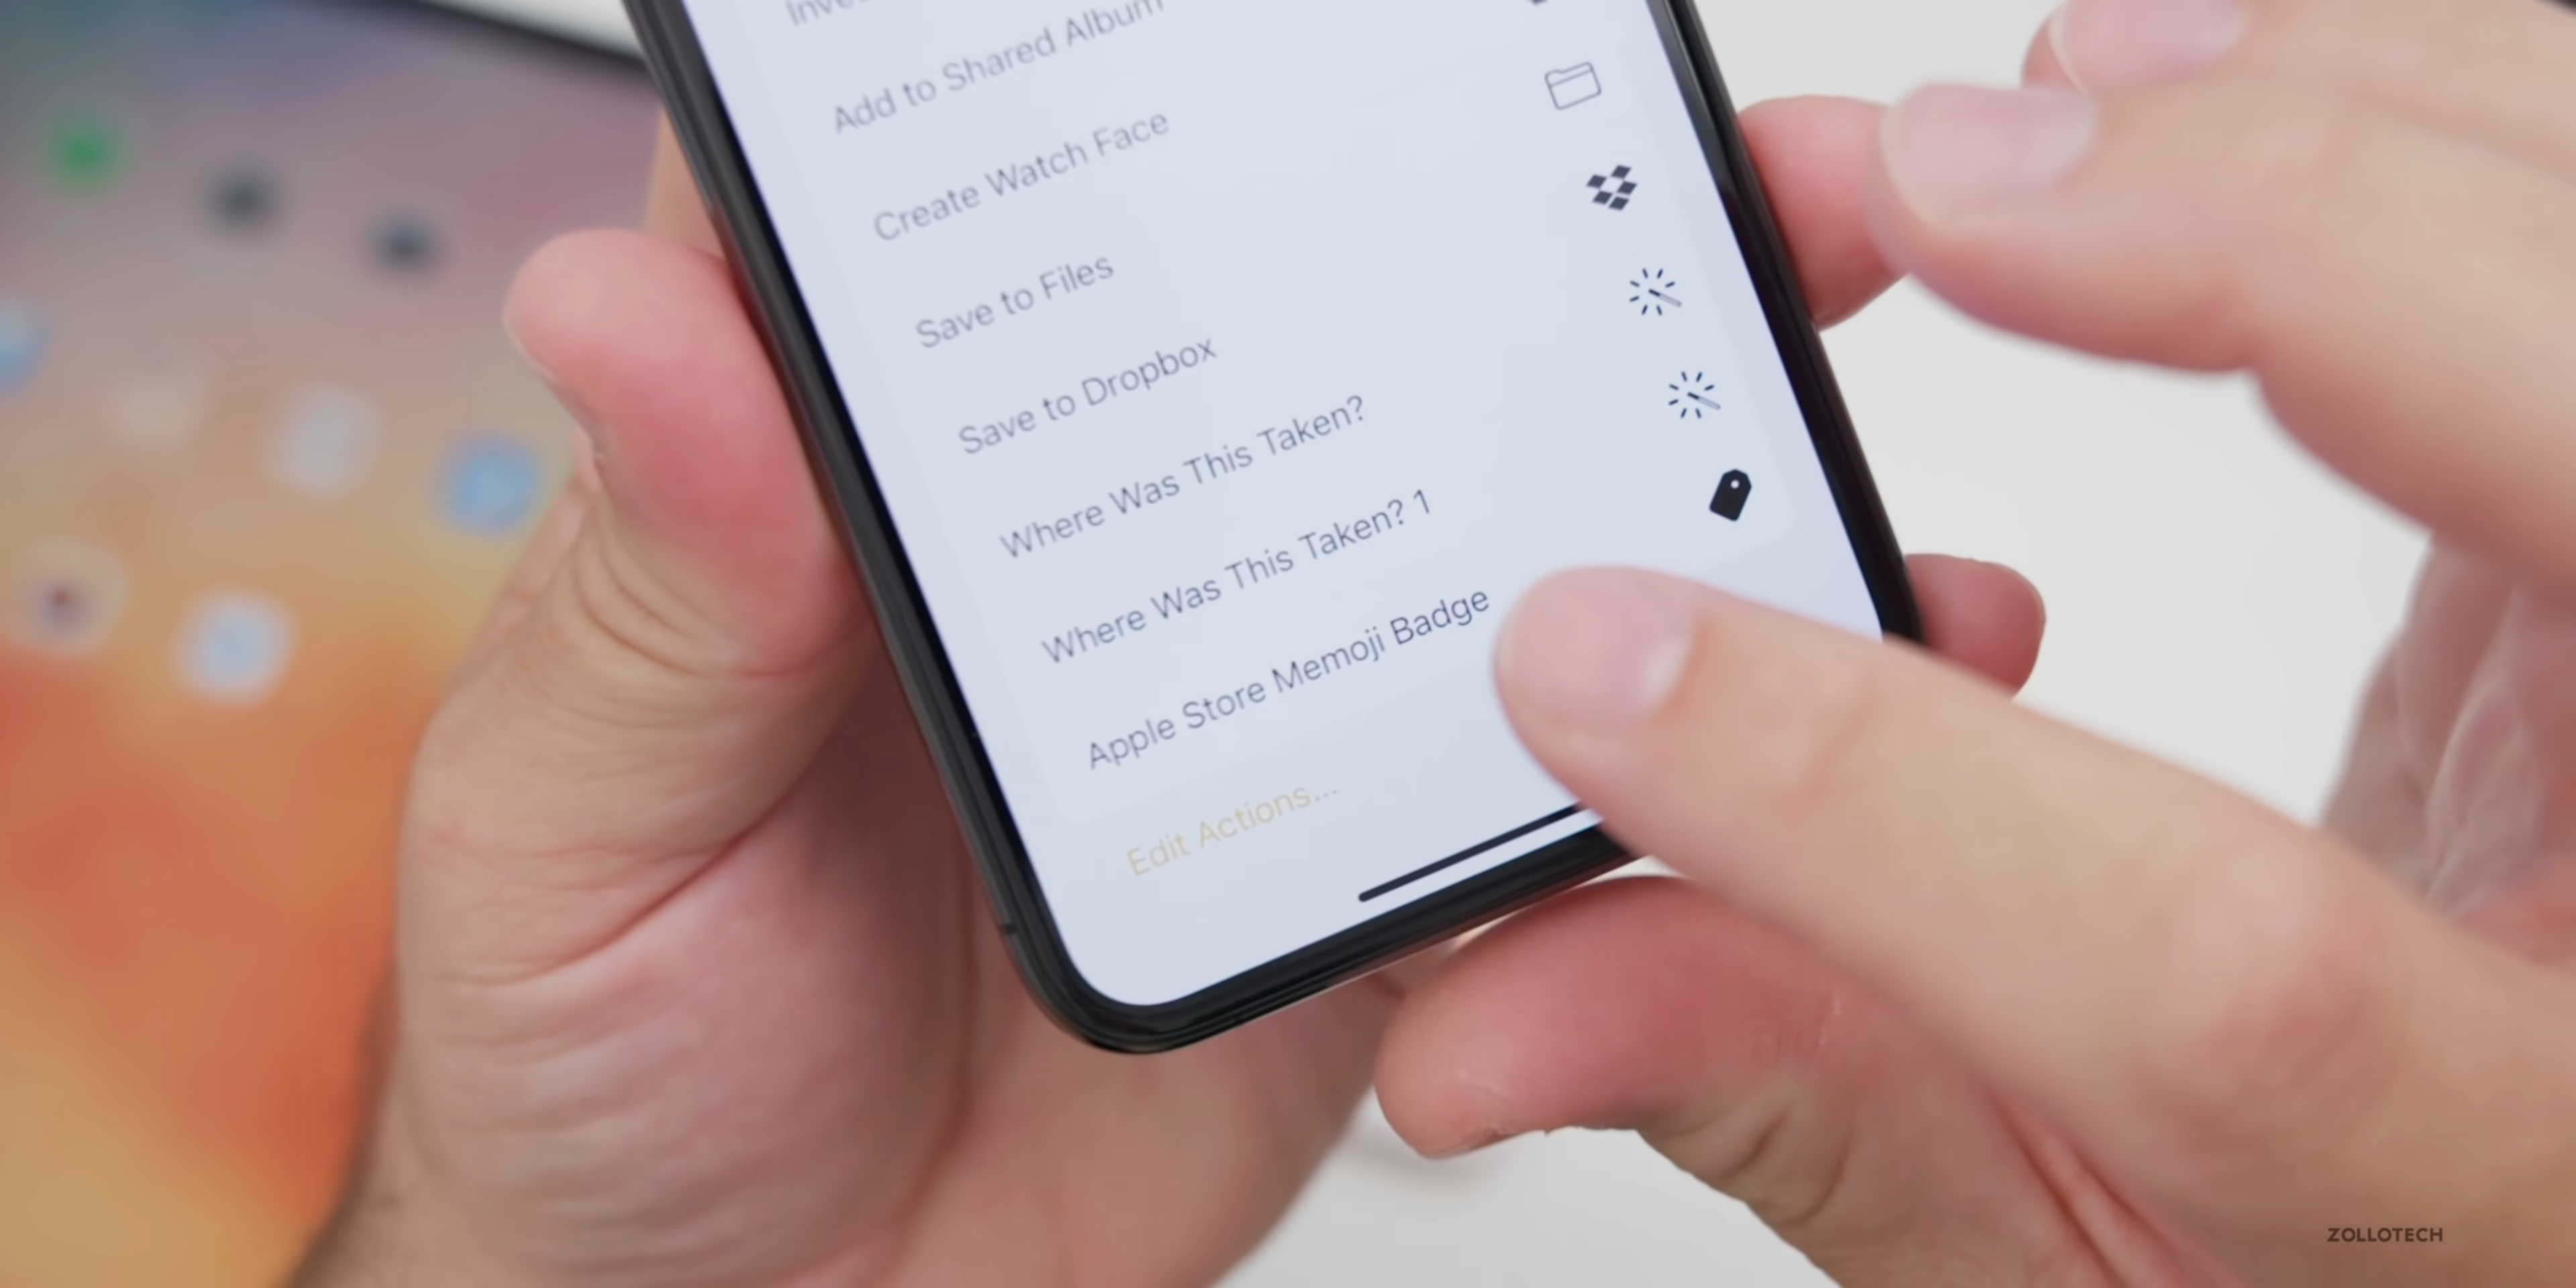 Add to Shared Album
Create Watch Face
Save to Files
Save to Dropbox
Where Was This Taken?
Where Was This Taken? 1
Apple Store Memoji Badge
Edit Actions...
ZOLLOTECH